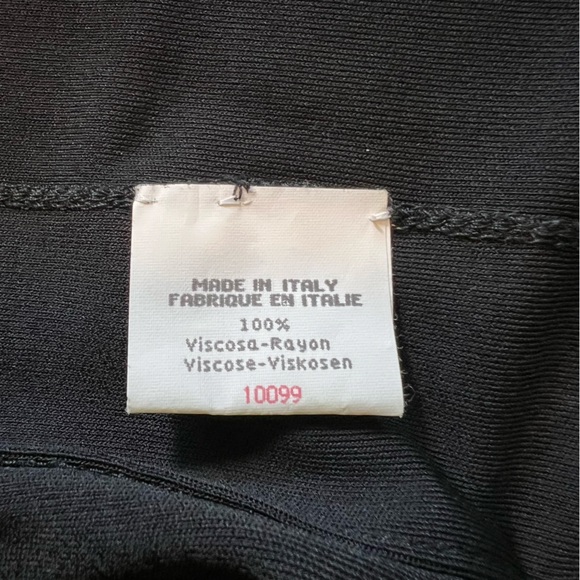 MADE IN ITALY
FABRIQUE EN ITALIE
100%
Viscosa-Rayon
Viscose-Viskosen
10099